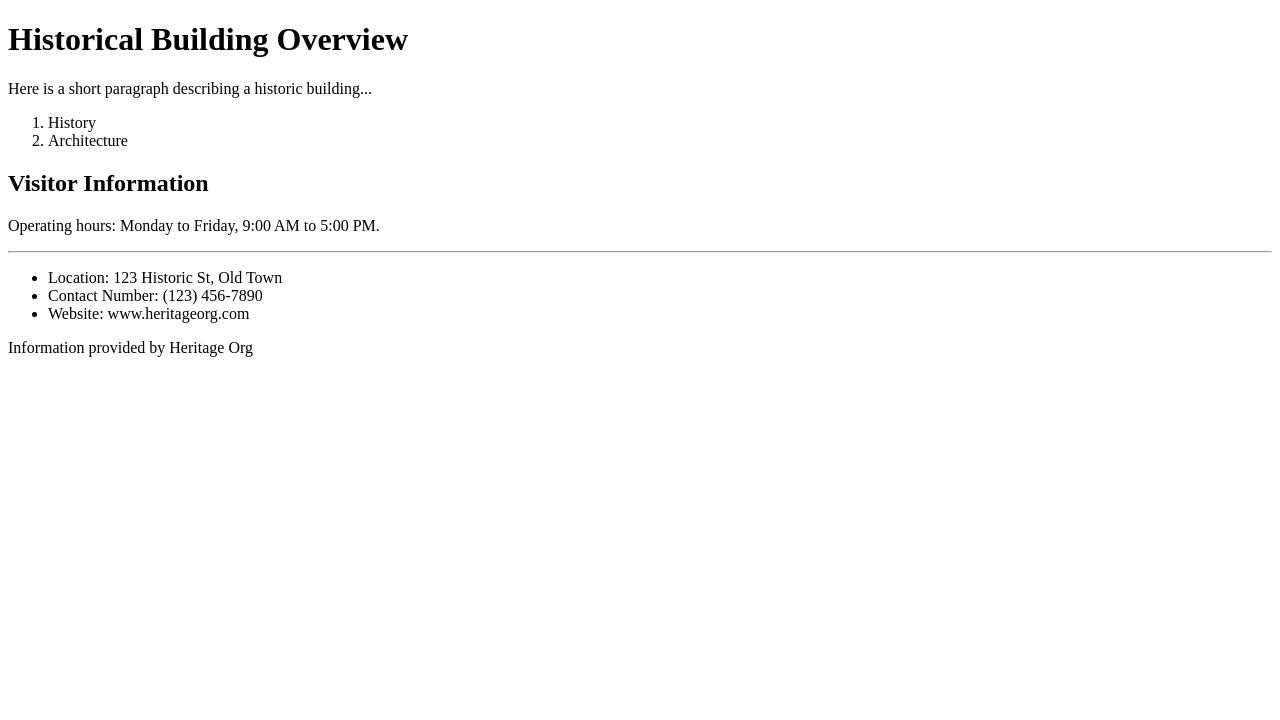 Historical Building Overview
Here is a short paragraph describing a historic building...
1. History
2. Architecture
Visitor Information
Operating hours: Monday to Friday, 9:00 AM to 5:00 PM.
• Location: 123 Historic St, Old Town
• Contact Number: (123) 456-7890
• Website: www.heritageorg.com
Information provided by Heritage Org